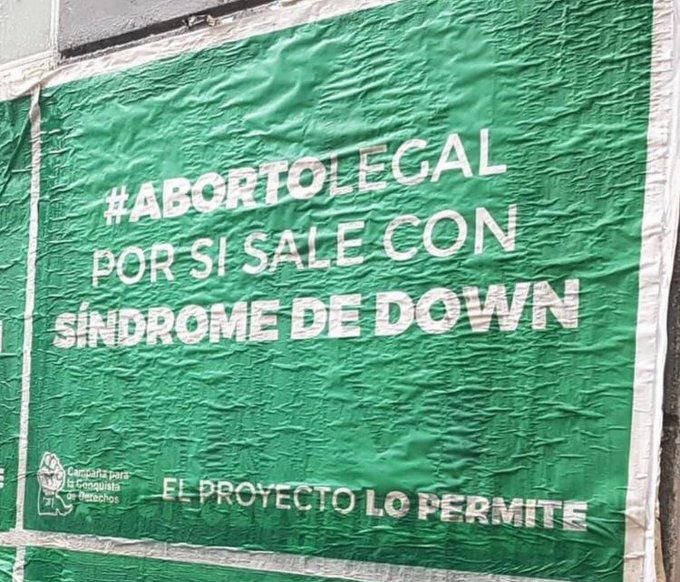 #ABORTOLEGAL
POR SI SALE CON
SÍNDROME DE DOWN
Campaña para
la Conquista
de Derechos
EL PROYECTO LO PERMITE